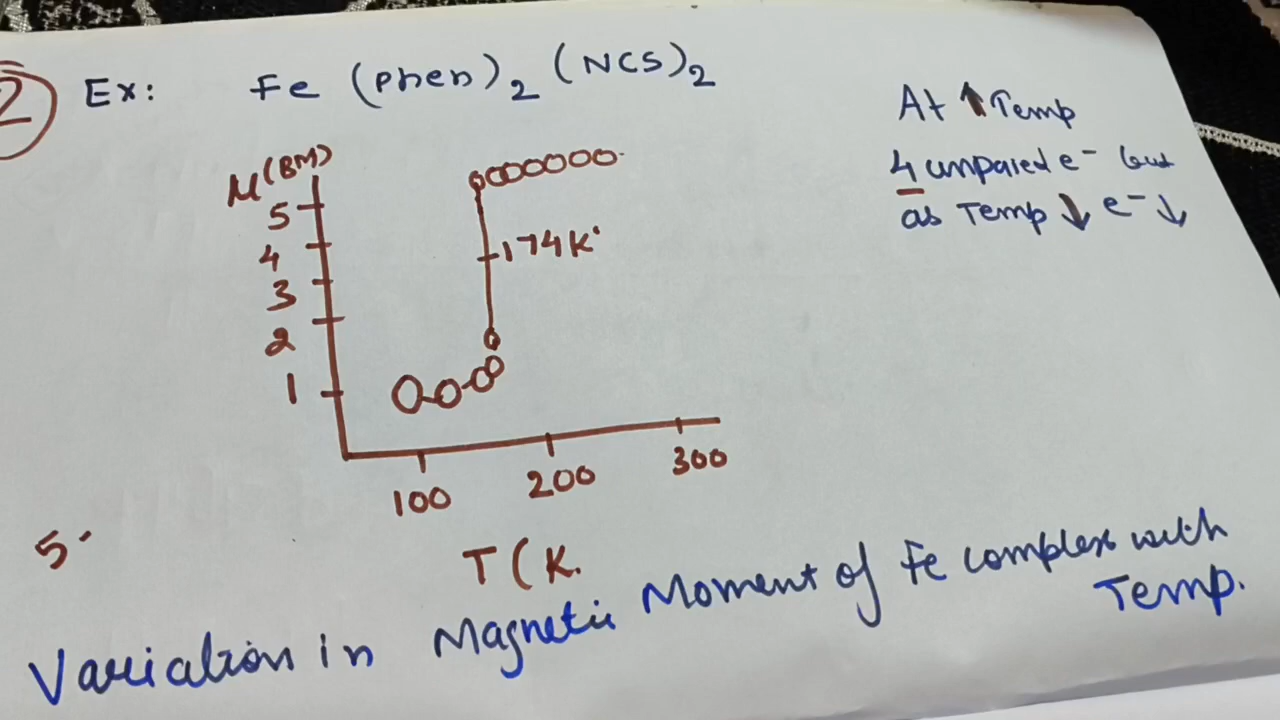 2 Ex: Fe (Phen)2 (NCS)2
At ↑ Temp
4 unpaired e- but
as Temp ↓ e- ↓
μ(BM)
5
4
3
2
1
174K
100 200 300
5.
T(K.
Variation in Magnetic Moment of Fe complex with
Temp.